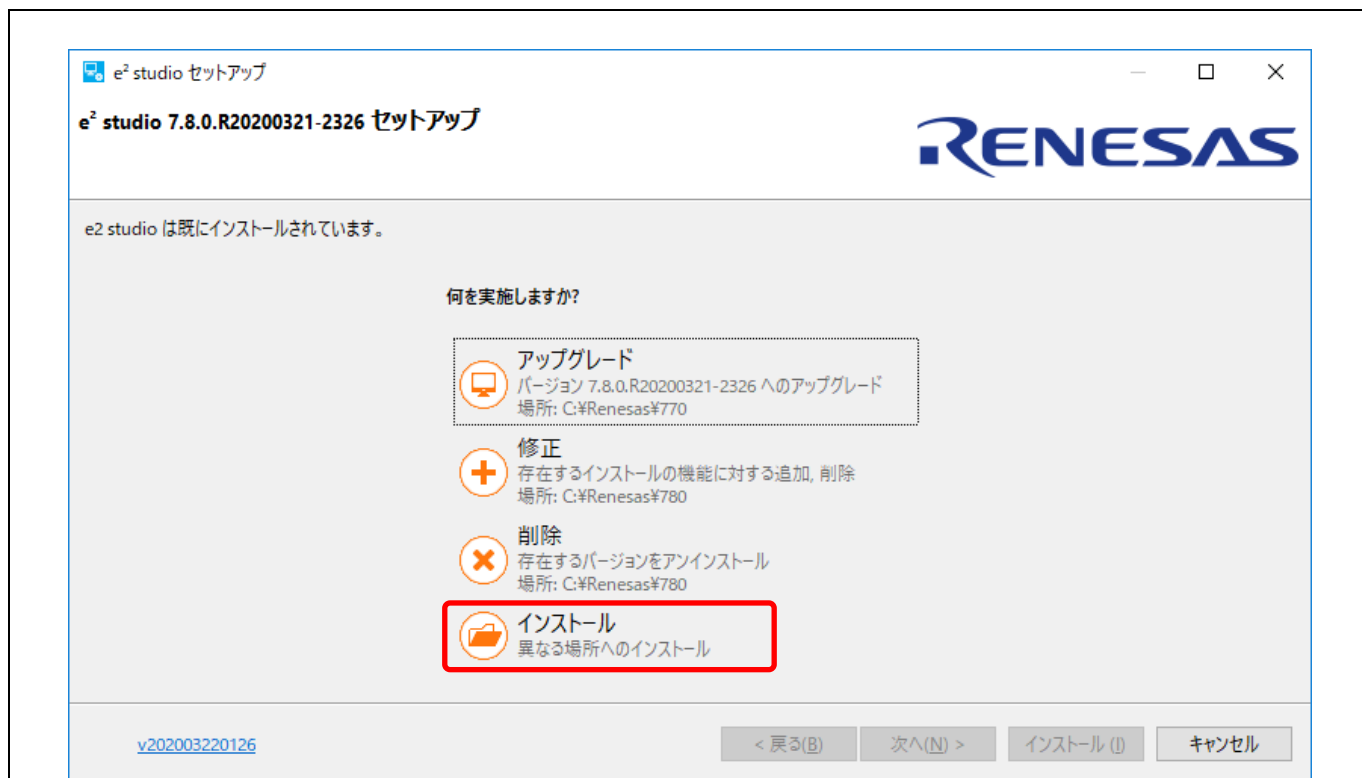 e² studio セットアップ
e² studio 7.8.0.R20200321-2326 セットアップ
RENESAS
e2 studio は既にインストールされています。
何を実施しますか?
アップグレード
バージョン 7.8.0.R20200321-2326 へのアップグレード
場所: C:¥Renesas¥770
修正
存在するインストールの機能に対する追加, 削除
場所: C:¥Renesas¥780
削除
存在するバージョンをアンインストール
場所: C:¥Renesas¥780
インストール
異なる場所へのインストール
v202003220126
< 戻る(B) 次へ(N) > インストール (I) キャンセル